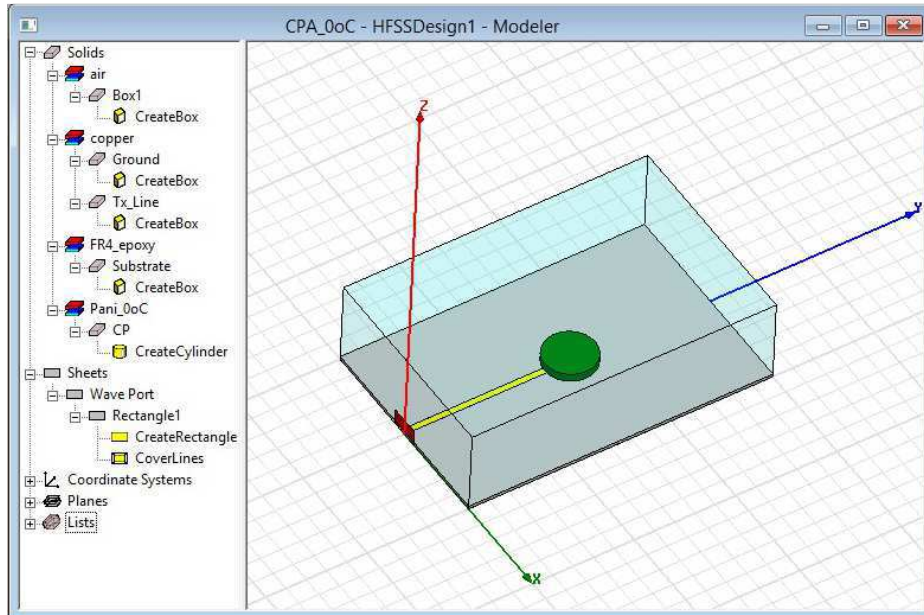 CPA_0oC - HFSSDesign1 - Modeler
Solids
air
Box1
CreateBox
copper
Ground
CreateBox
Tx_Line
CreateBox
FR4_epoxy
Substrate
CreateBox
Pani_0oC
CP
CreateCylinder
Sheets
Wave Port
Rectangle1
CreateRectangle
CoverLines
Coordinate Systems
Planes
Lists
Z
Y
X